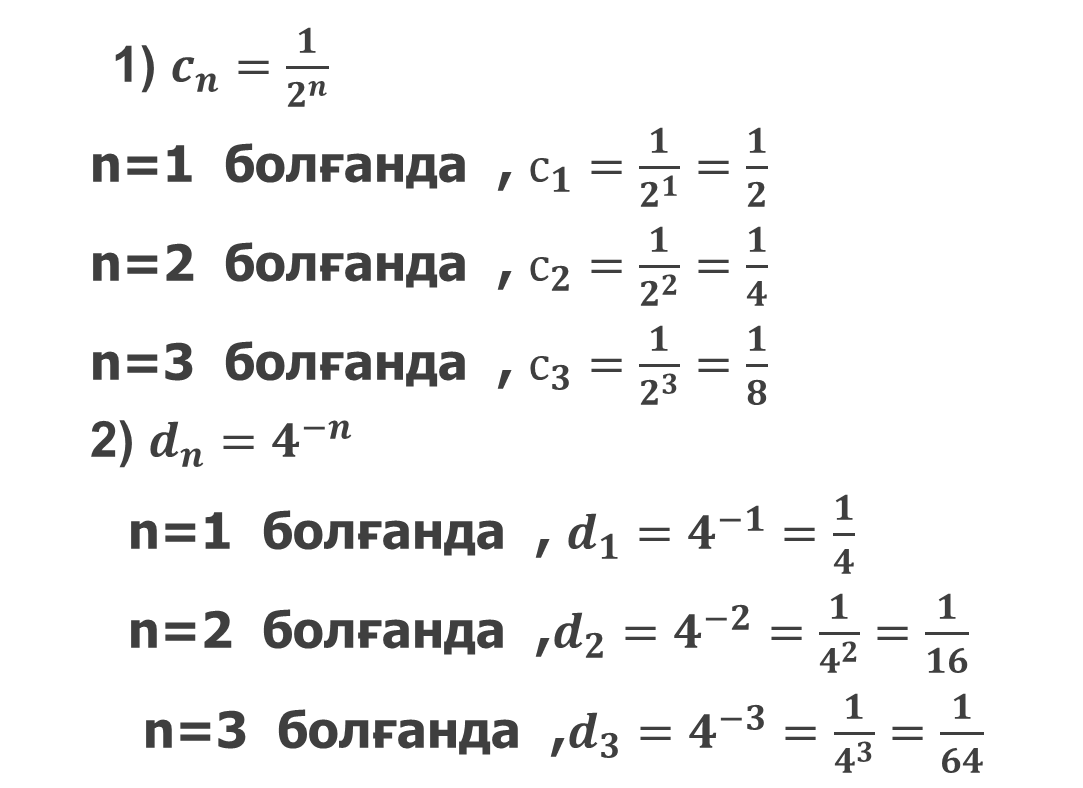 1) cₙ = 1/2ⁿ
n=1 болғанда , c₁ = 1/2¹ = 1/2
n=2 болғанда , c₂ = 1/2² = 1/4
n=3 болғанда , c₃ = 1/2³ = 1/8
2) dₙ = 4⁻ⁿ
n=1 болғанда , d₁ = 4⁻¹ = 1/4
n=2 болғанда ,d₂ = 4⁻² = 1/4² = 1/16
n=3 болғанда ,d₃ = 4⁻³ = 1/4³ = 1/64